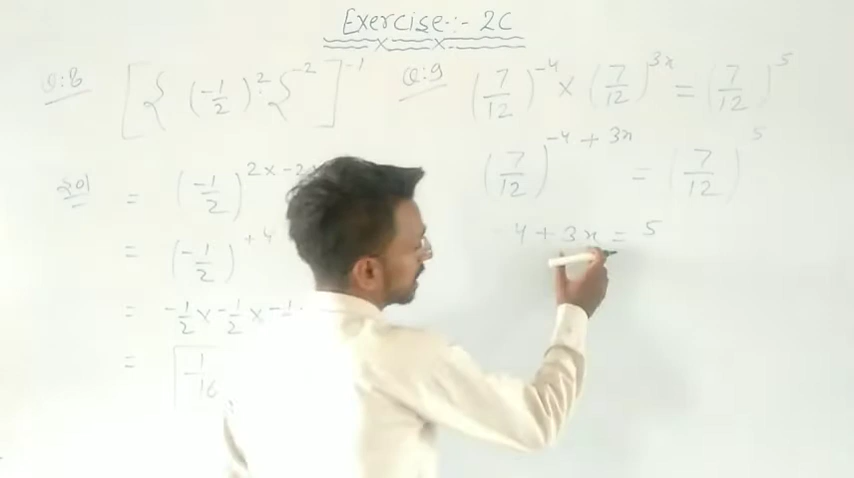 Exercise:- 2C
Q:8 [{(-1/2)^2}^-2]^-1
Sol = (-1/2)^2×-2
= (-1/2)^+4
= -1/2 × -1/2 × -1
= 1/16
Q:9 (7/12)^-4 × (7/12)^3x = (7/12)^5
(7/12)^-4+3x = (7/12)^5
4+3x = 5